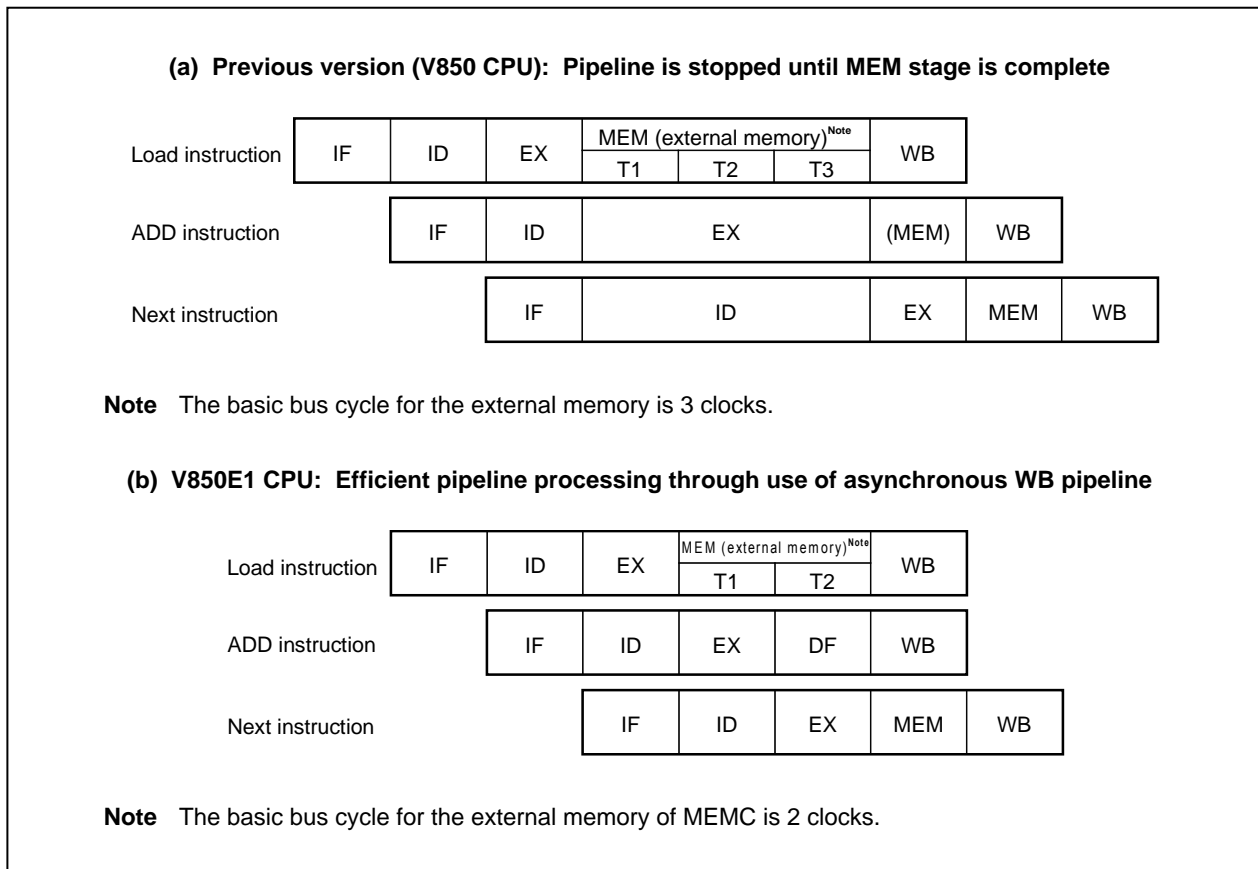 (a) Previous version (V850 CPU): Pipeline is stopped until MEM stage is complete
Load instruction IF ID EX MEM (external memory)Note WB
T1 T2 T3
ADD instruction IF ID EX (MEM) WB
Next instruction IF ID EX MEM WB
Note The basic bus cycle for the external memory is 3 clocks.
(b) V850E1 CPU: Efficient pipeline processing through use of asynchronous WB pipeline
Load instruction IF ID EX MEM (external memory)Note WB
T1 T2
ADD instruction IF ID EX DF WB
Next instruction IF ID EX MEM WB
Note The basic bus cycle for the external memory of MEMC is 2 clocks.